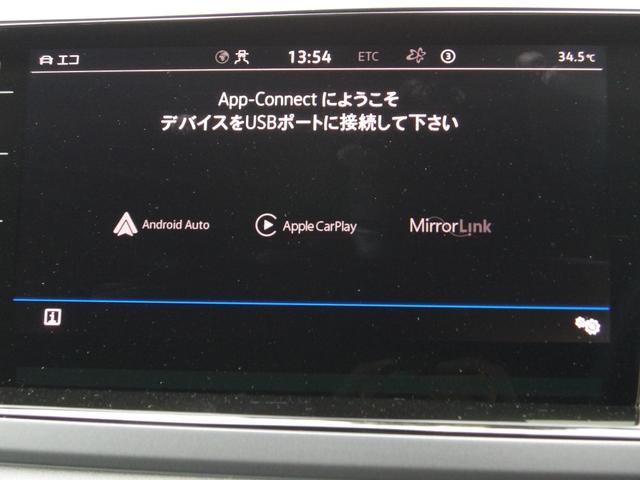 エコ 13:54 ETC 3 34.5℃
App-Connect にようこそ
デバイスをUSBポートに接続して下さい
Android Auto Apple CarPlay MirrorLink
i